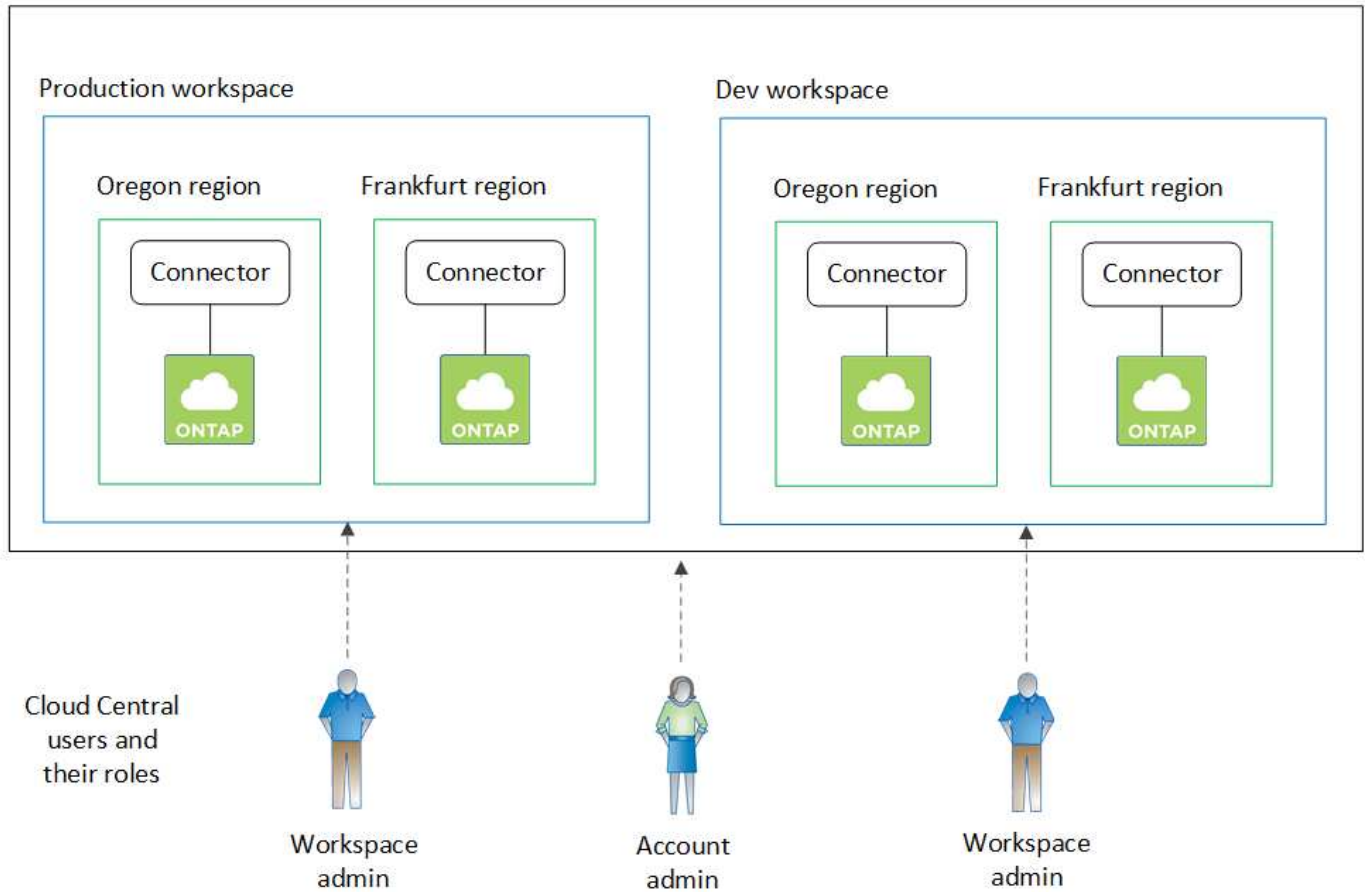 Production workspace
Dev workspace
Oregon region
Frankfurt region
Oregon region
Frankfurt region
Connector
Connector
Connector
Connector
ONTAP
ONTAP
ONTAP
ONTAP
Cloud Central
users and
their roles
Workspace
admin
Account
admin
Workspace
admin